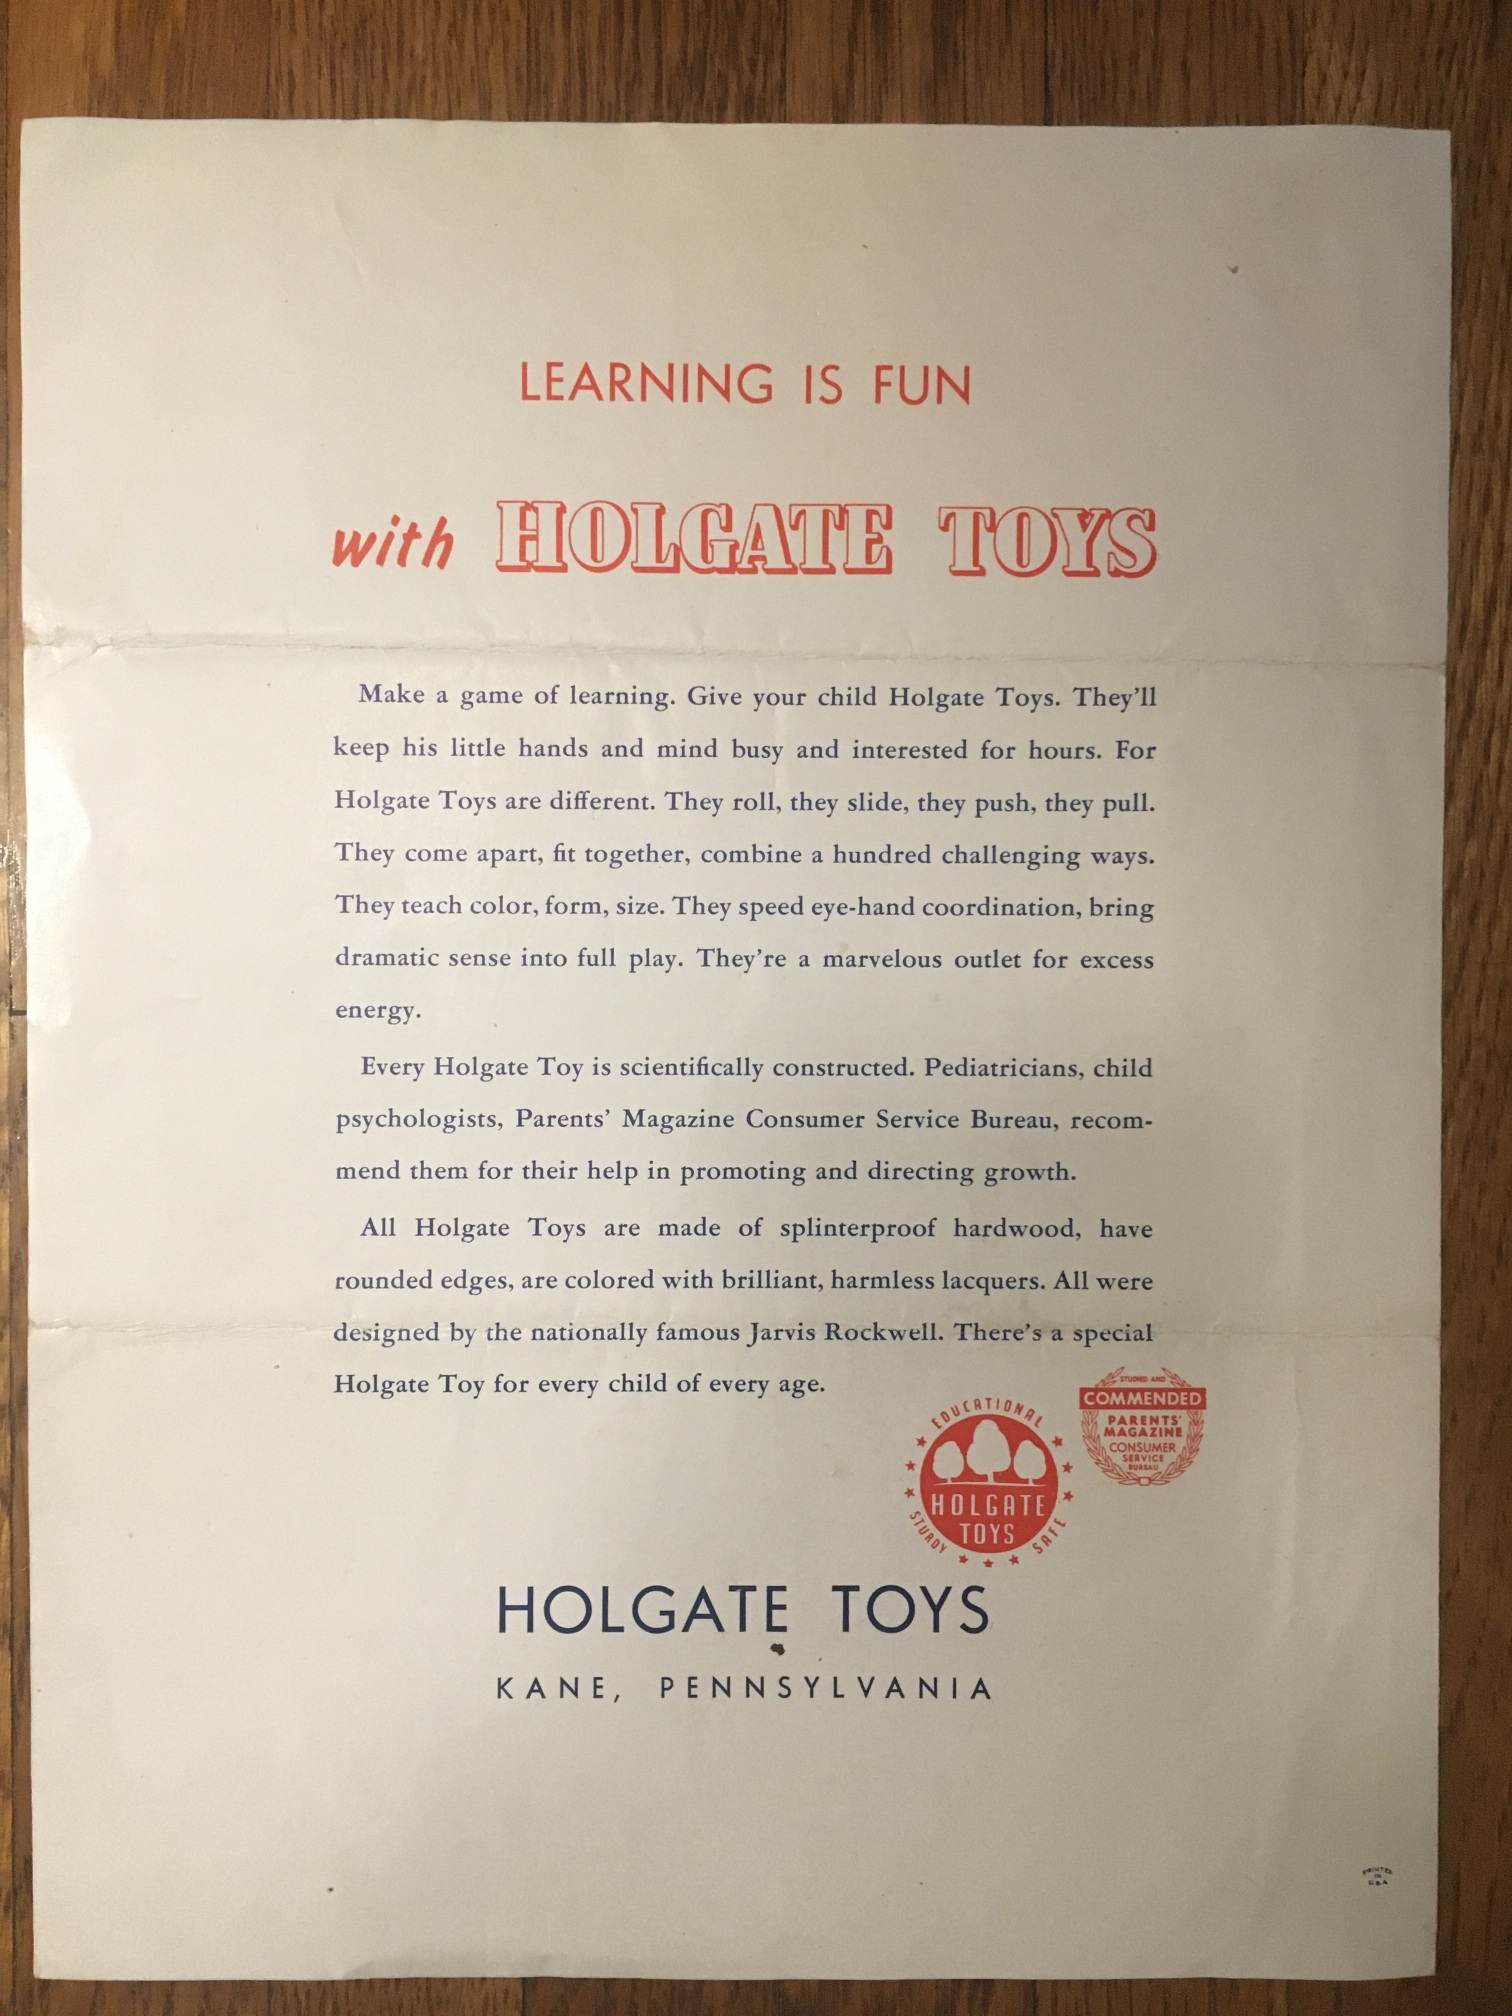 LEARNING IS FUN
with HOLGATE TOYS
Make a game of learning. Give your child Holgate Toys. They'll
keep his little hands and mind busy and interested for hours. For
Holgate Toys are different. They roll, they slide, they push, they pull.
They come apart, fit together, combine a hundred challenging ways.
They teach color, form, size. They speed eye-hand coordination, bring
dramatic sense into full play. They're a marvelous outlet for excess
energy.
Every Holgate Toy is scientifically constructed. Pediatricians, child
psychologists, Parents' Magazine Consumer Service Bureau, recom-
mend them for their help in promoting and directing growth.
All Holgate Toys are made of splinterproof hardwood, have
rounded edges, are colored with brilliant, harmless lacquers. All were
designed by the nationally famous Jarvis Rockwell. There's a special
Holgate Toy for every child of every age.
EDUCATIONAL
HOLGATE
TOYS
STURDY
SAFE
STUDIED AND
COMMENDED
PARENTS'
MAGAZINE
CONSUMER
SERVICE
BUREAU
HOLGATE TOYS
KANE, PENNSYLVANIA
PRINTED
IN
U.S.A